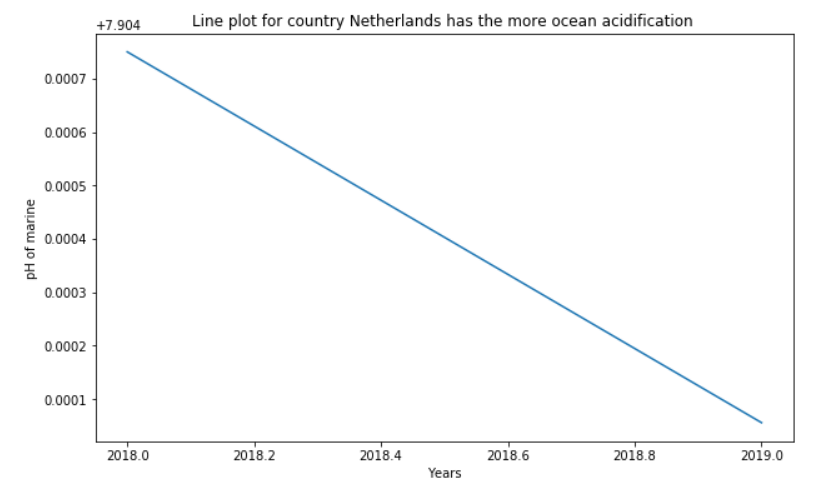 Line plot for country Netherlands has the more ocean acidification
+7.904
0.0007
0.0006
0.0005
0.0004
0.0003
0.0002
0.0001
pH of marine
2018.0 2018.2 2018.4 2018.6 2018.8 2019.0
Years